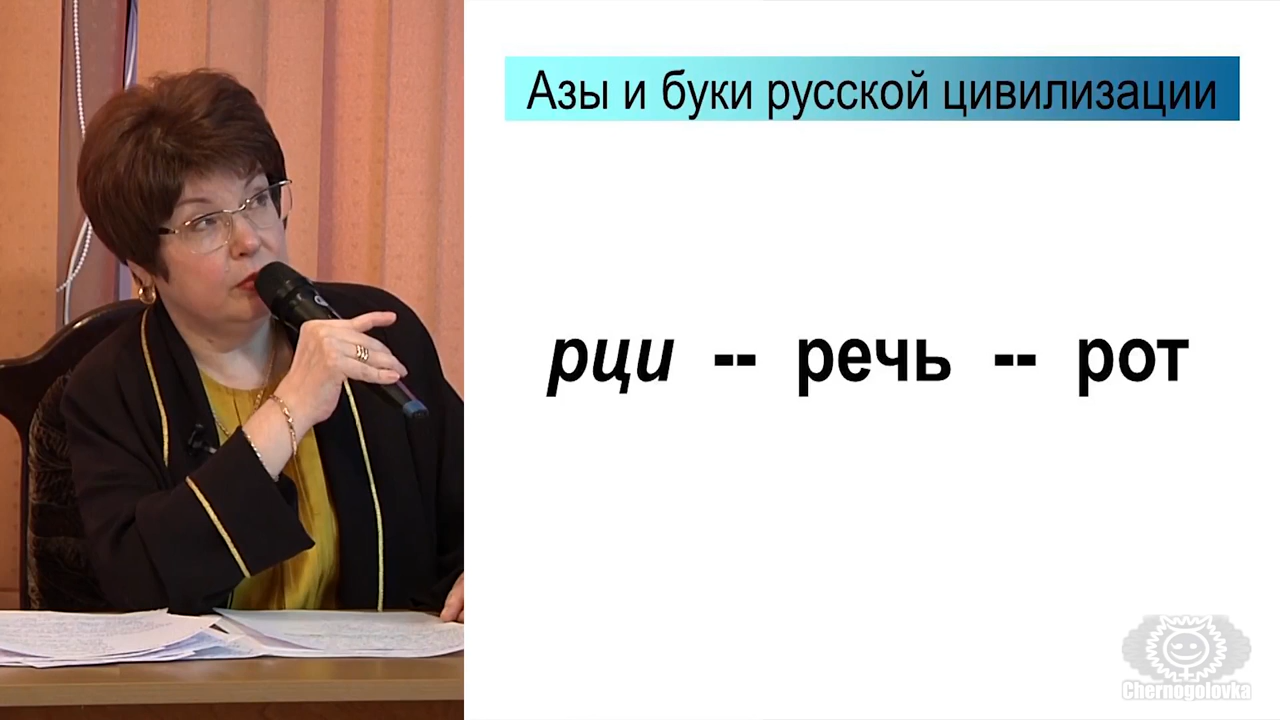 Азы и буки русской цивилизации
рци -- речь -- рот
Chernogolovka